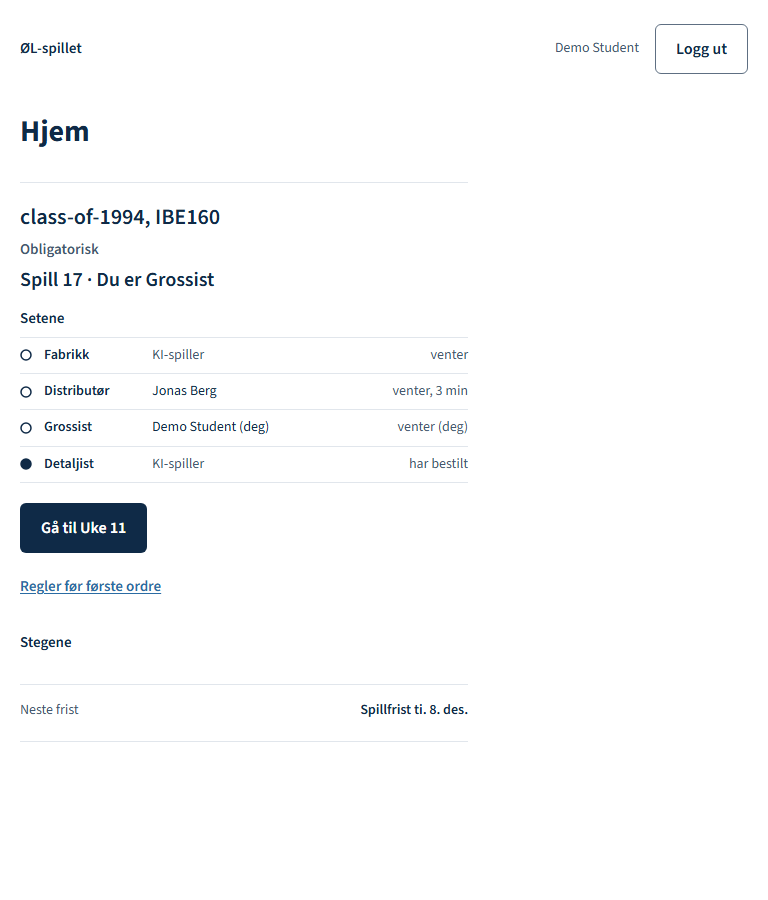 ØL-spillet
Demo Student
Logg ut
Hjem
class-of-1994, IBE160
Obligatorisk
Spill 17 · Du er Grossist
Setene
Fabrikk KI-spiller venter
Distributør Jonas Berg venter, 3 min
Grossist Demo Student (deg) venter (deg)
Detaljist KI-spiller har bestilt
Gå til Uke 11
Regler før første ordre
Stegene
Neste frist Spillfrist ti. 8. des.